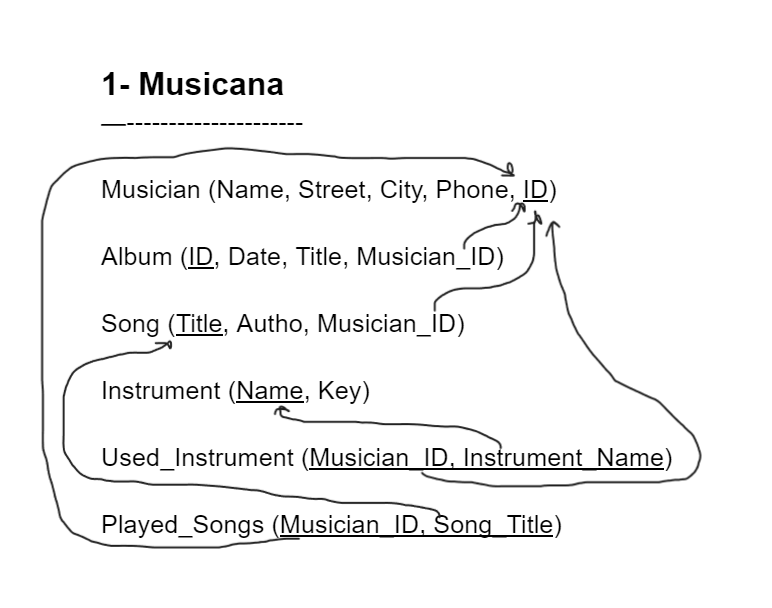 1- Musicana
—---------------------
Musician (Name, Street, City, Phone, ID)
Album (ID, Date, Title, Musician_ID)
Song (Title, Autho, Musician_ID)
Instrument (Name, Key)
Used_Instrument (Musician_ID, Instrument_Name)
Played_Songs (Musician_ID, Song_Title)